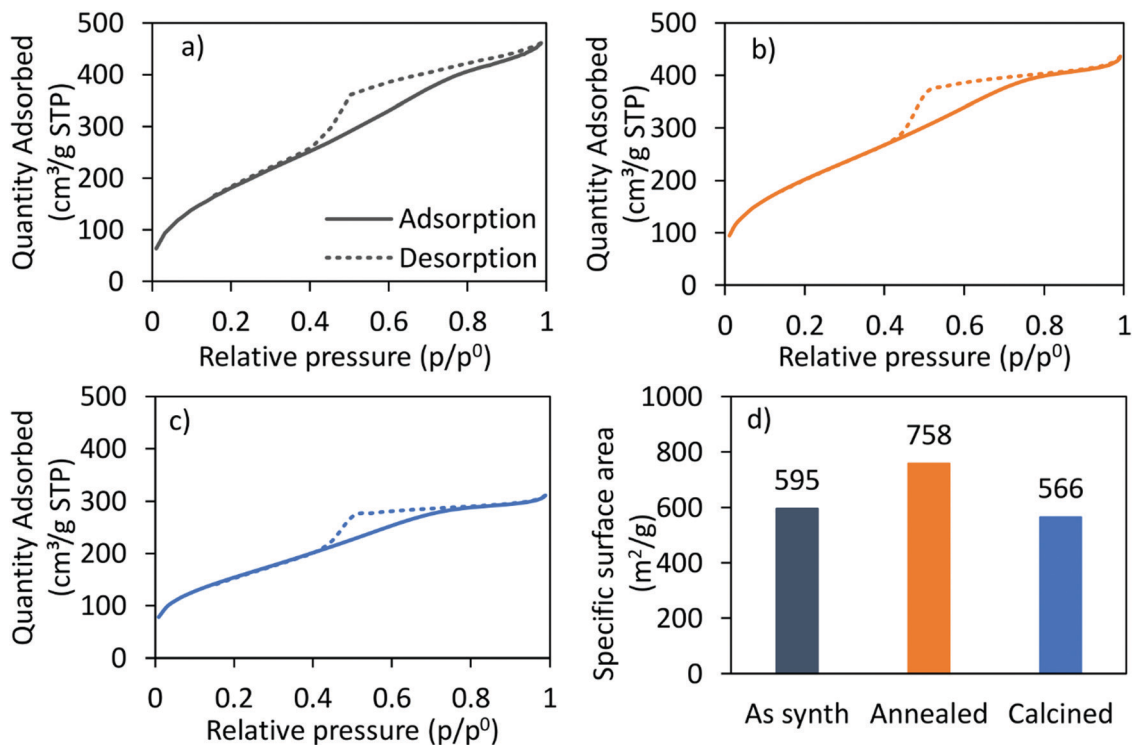 a)
Quantity Adsorbed
(cm³/g STP)
500
400
300
200
100
0
Adsorption
Desorption
0 0.2 0.4 0.6 0.8 1
Relative pressure (p/p⁰)
b)
Quantity Adsorbed
(cm³/g STP)
500
400
300
200
100
0
0 0.2 0.4 0.6 0.8 1
Relative pressure (p/p⁰)
c)
Quantity Adsorbed
(cm³/g STP)
500
400
300
200
100
0
0 0.2 0.4 0.6 0.8 1
Relative pressure (p/p⁰)
d)
Specific surface area
(m²/g)
1000
800
600
400
200
0
595
758
566
As synth Annealed Calcined